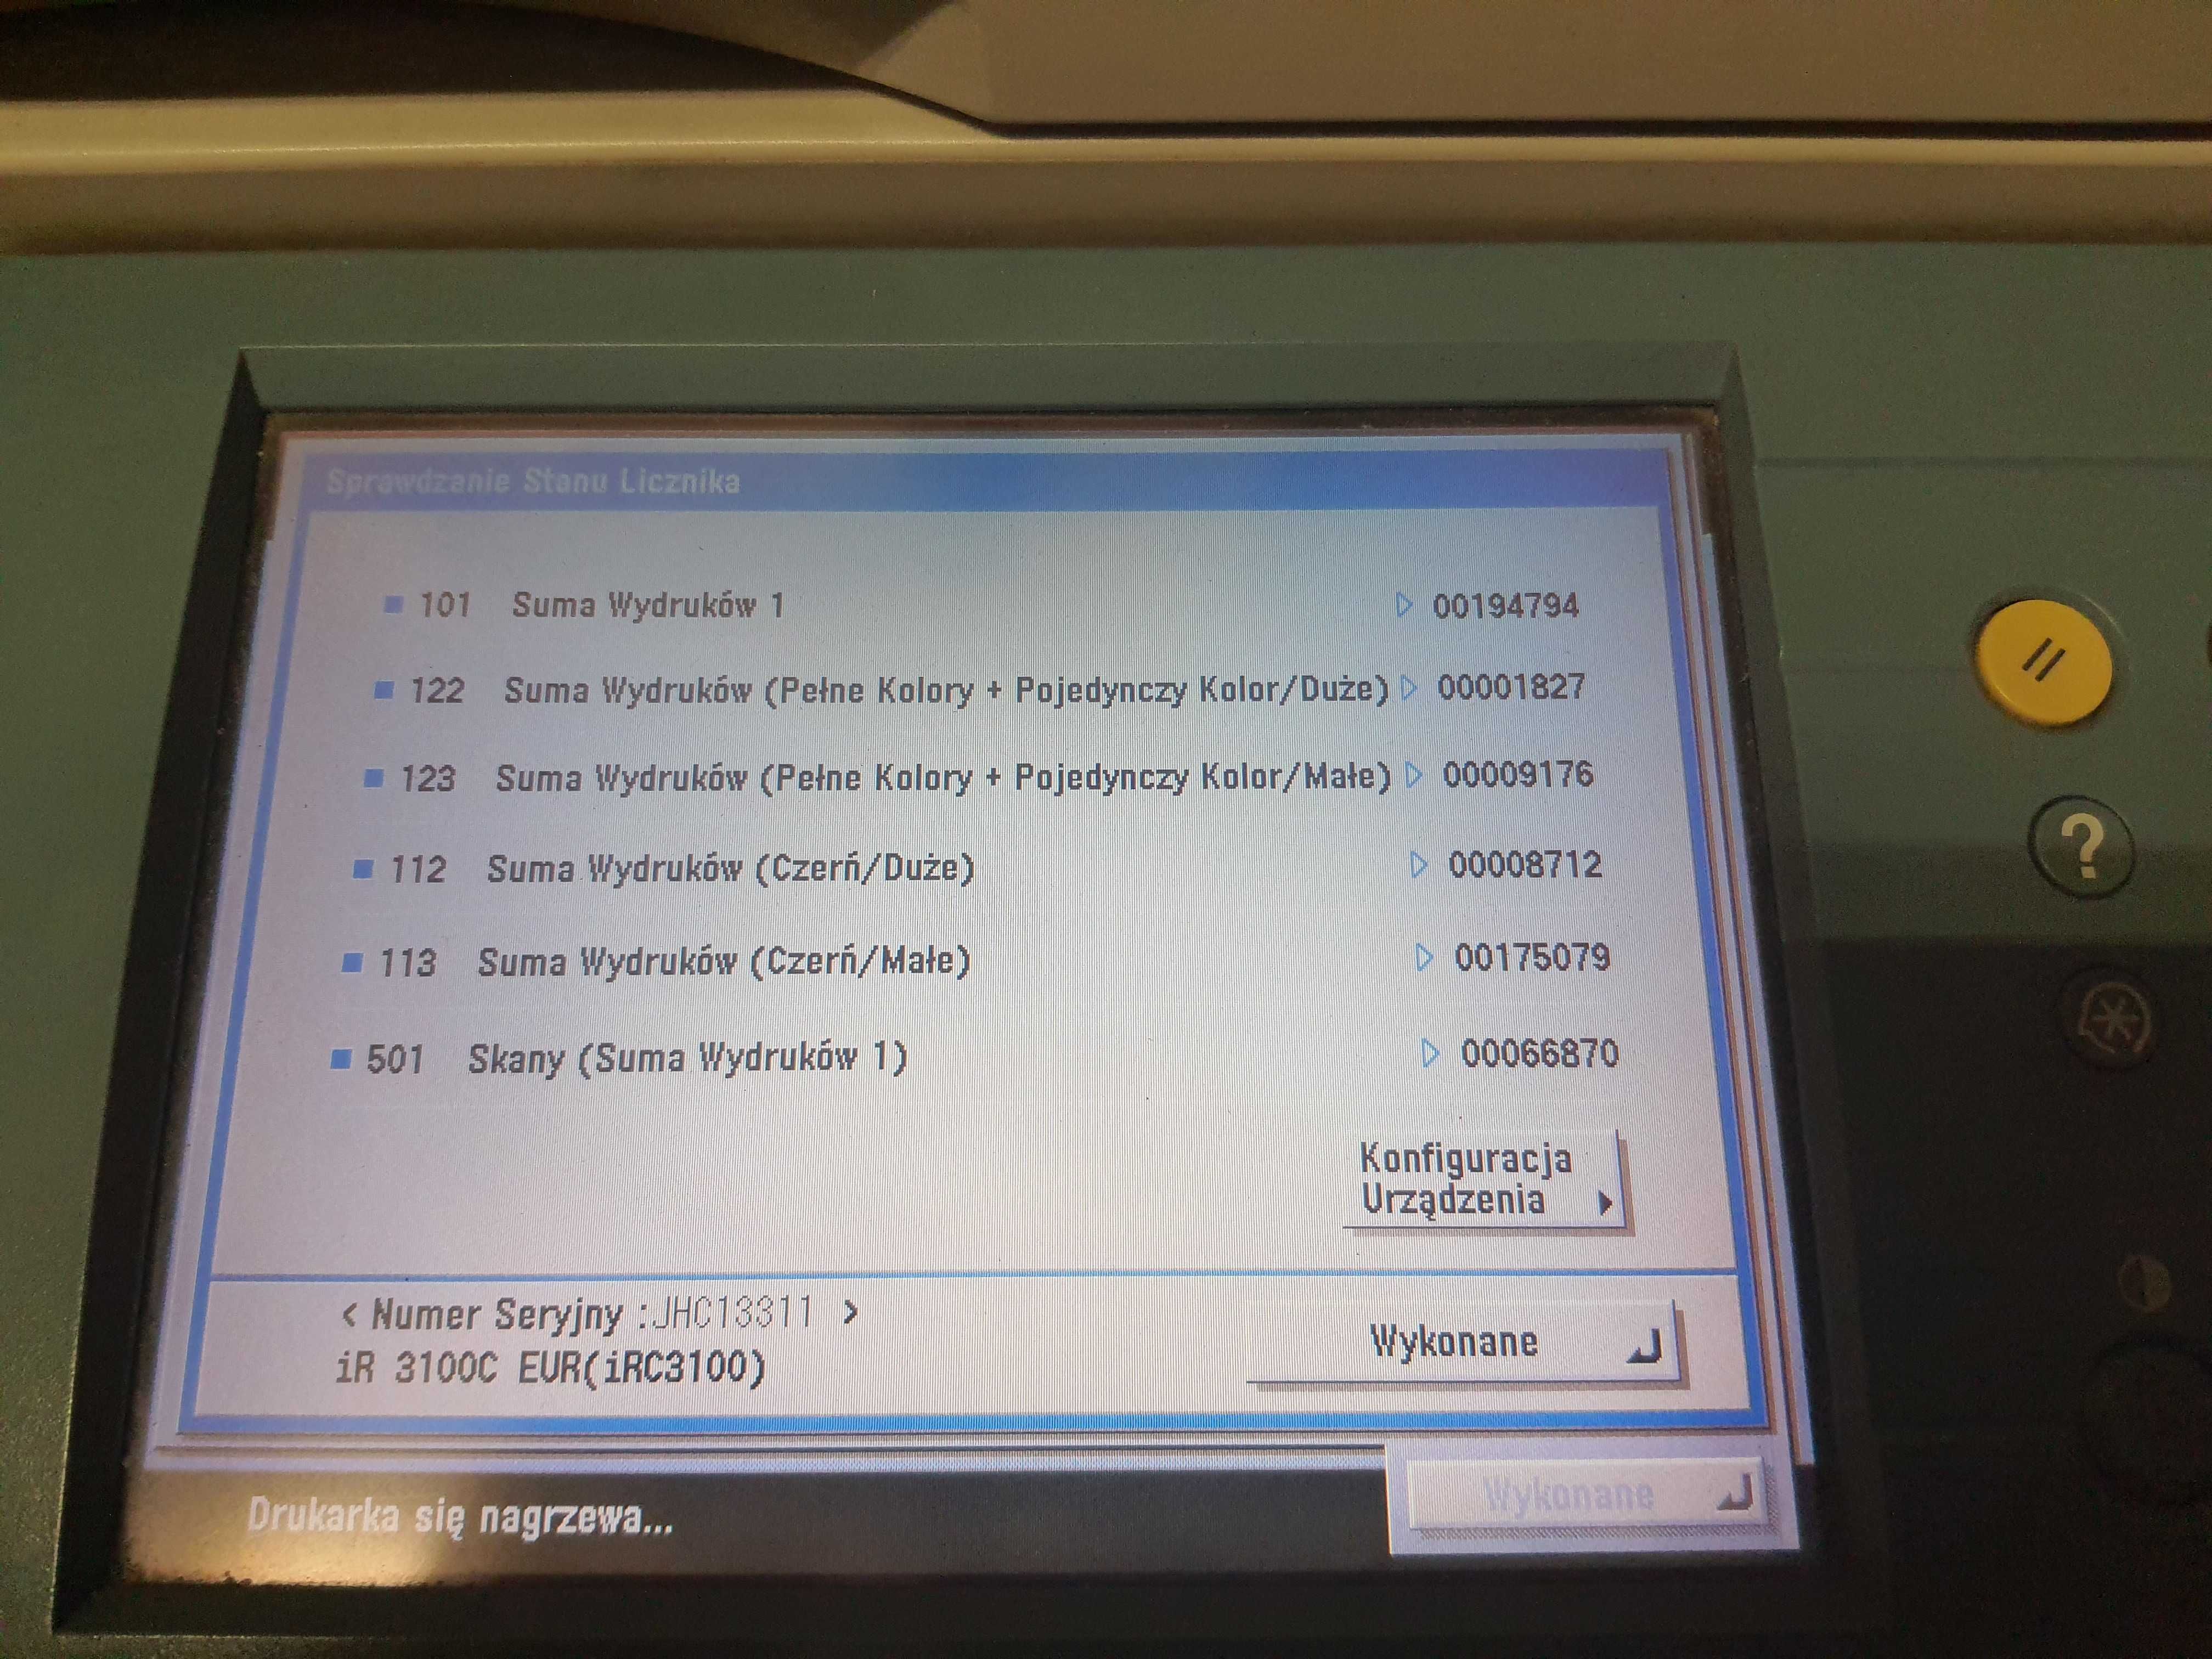 Sprawdzanie Stanu Licznika
101 Suma Wydruków 1 00194794
122 Suma Wydruków (Pełne Kolory + Pojedynczy Kolor/Duże) 00001827
123 Suma Wydruków (Pełne Kolory + Pojedynczy Kolor/Małe) 00009176
112 Suma Wydruków (Czerń/Duże) 00008712
113 Suma Wydruków (Czerń/Małe) 00175079
501 Skany (Suma Wydruków 1) 00066870
Konfiguracja
Urządzenia
< Numer Seryjny :JHC13311 >
iR 3100C EUR(iRC3100)
Wykonane
Wykonane
Drukarka się nagrzewa...
?